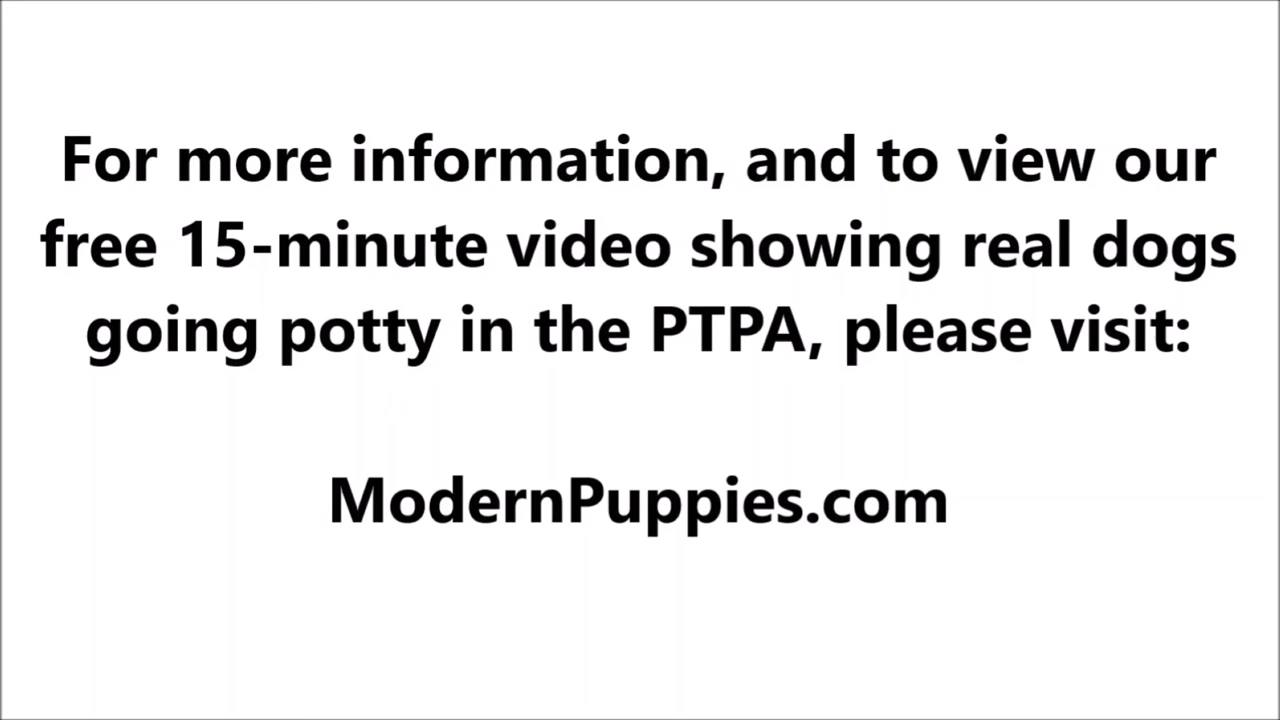 For more information, and to view our
free 15-minute video showing real dogs
going potty in the PTPA, please visit:
ModernPuppies.com